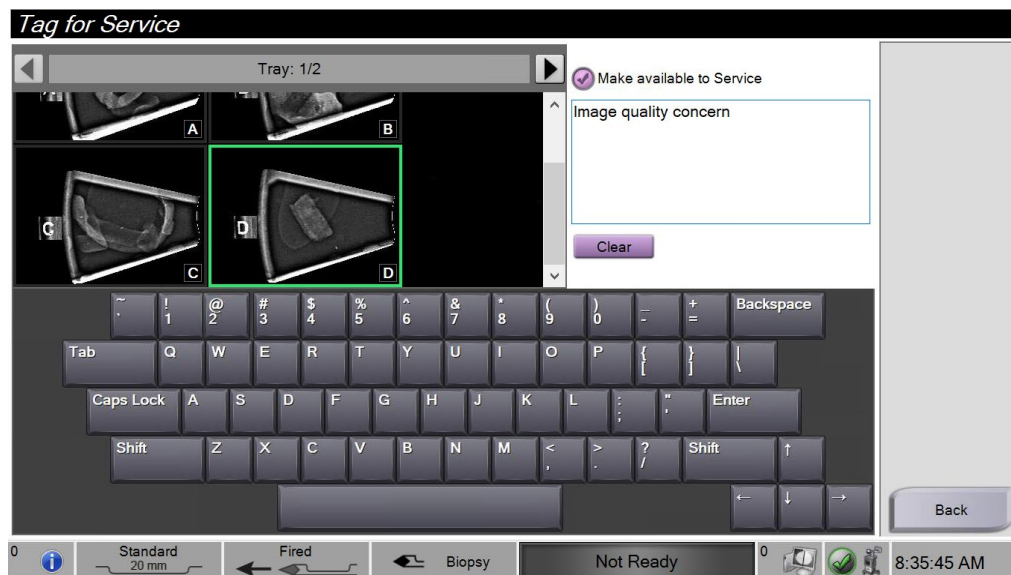 Tag for Service
Tray: 1/2
Make available to Service
Image quality concern
A
B
C
C
D
D
Clear
~ `
! 1
@ 2
# 3
$ 4
% 5
^ 6
& 7
* 8
( 9
) 0
_ -
+ =
Backspace
Tab
Q
W
E
R
T
Y
U
I
O
P
{ [
} ]
| \
Caps Lock
A
S
D
F
G
H
J
K
L
: ;
" '
Enter
Shift
Z
X
C
V
B
N
M
< ,
> .
? /
Shift
↑
←
↓
→
Back
0
i
Standard
20 mm
Fired
Biopsy
Not Ready
0
8:35:45 AM